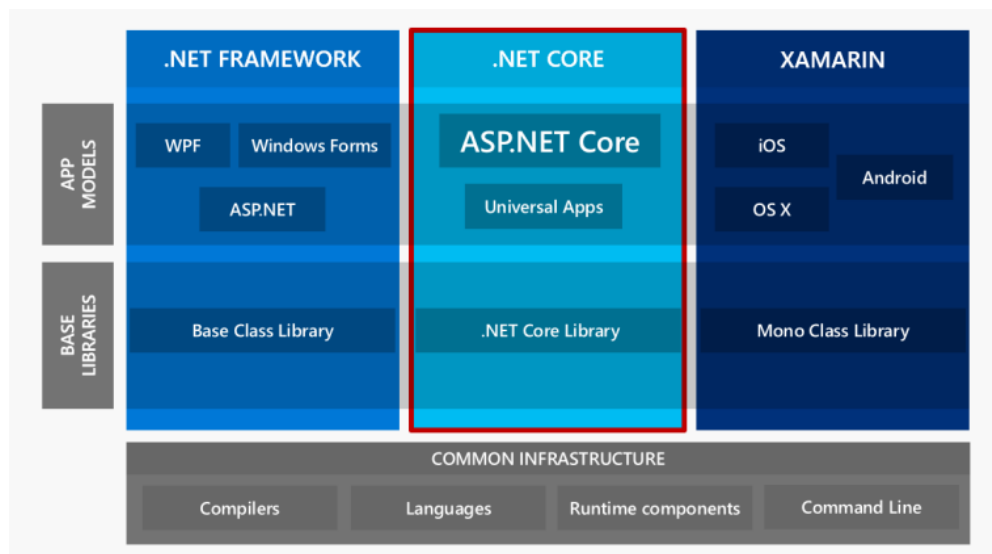 .NET FRAMEWORK
.NET CORE
XAMARIN
APP
MODELS
WPF
Windows Forms
ASP.NET
ASP.NET Core
Universal Apps
iOS
Android
OS X
BASE
LIBRARIES
Base Class Library
.NET Core Library
Mono Class Library
COMMON INFRASTRUCTURE
Compilers
Languages
Runtime components
Command Line